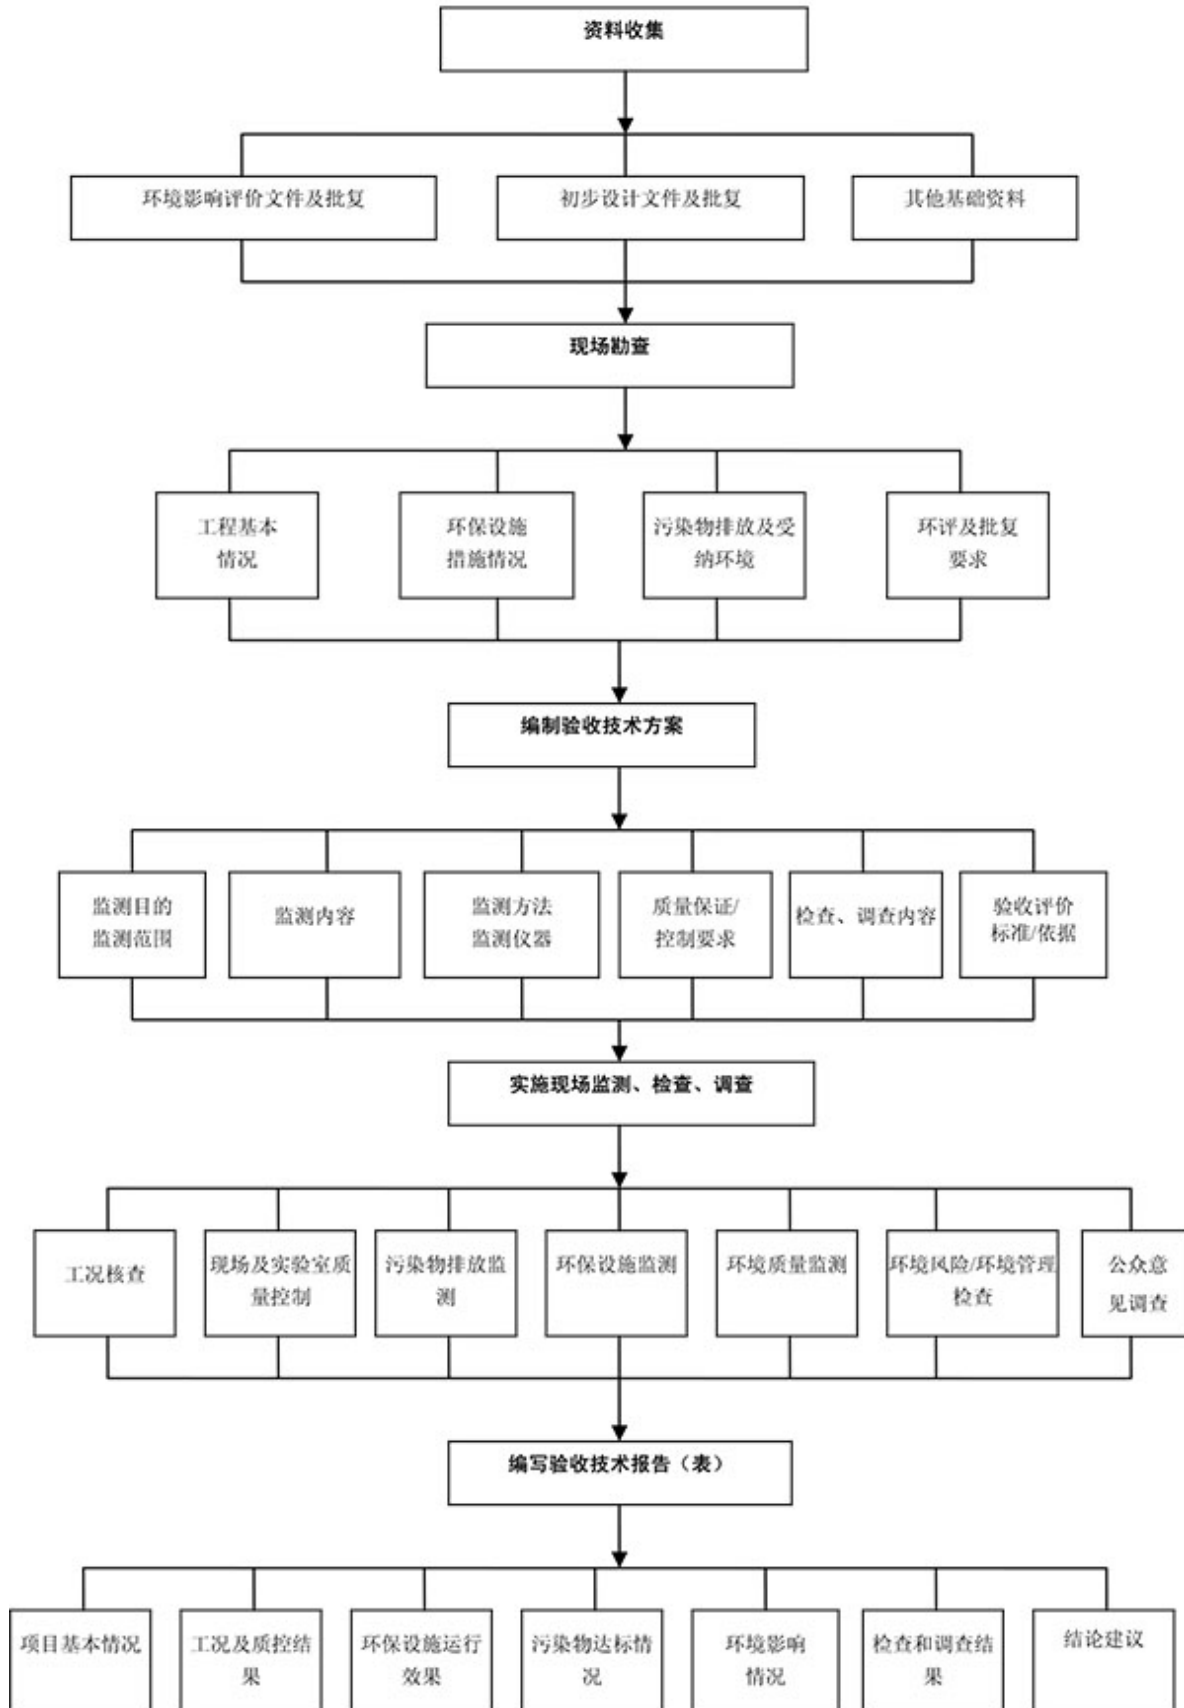 资料收集
环境影响评价文件及批复
初步设计文件及批复
其他基础资料
现场勘查
工程基本
情况
环保设施
措施情况
污染物排放及受
纳环境
环评及批复
要求
编制验收技术方案
监测目的
监测范围
监测内容
监测方法
监测仪器
质量保证/
控制要求
检查、调查内容
验收评价
标准/依据
实施现场监测、检查、调查
工况核查
现场及实验室质
量控制
污染物排放监
测
环保设施监测
环境质量监测
环境风险/环境管理
检查
公众意
见调查
编写验收技术报告（表）
项目基本情况
工况及质控结
果
环保设施运行
效果
污染物达标情
况
环境影响
情况
检查和调查结
果
结论建议